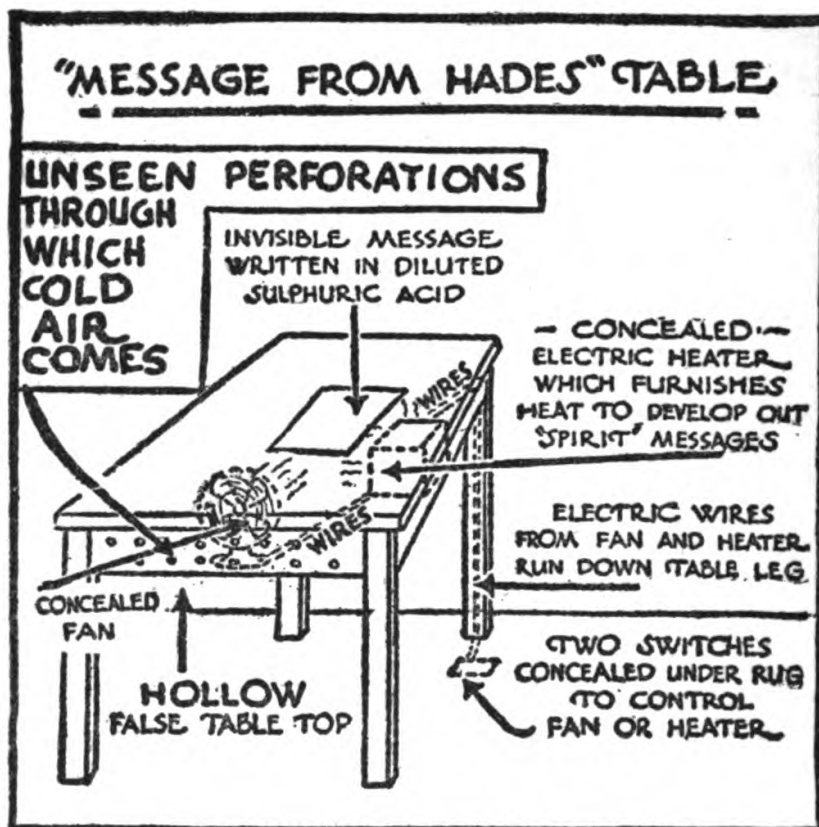 "MESSAGE FROM HADES" TABLE
UNSEEN PERFORATIONS
THROUGH
WHICH
COLD
AIR
COMES
INVISIBLE MESSAGE
WRITTEN IN DILUTED
SULPHURIC ACID
- CONCEALED -
ELECTRIC HEATER
WHICH FURNISHES
HEAT TO DEVELOP OUT
"SPIRIT" MESSAGES
WIRES
WIRES
ELECTRIC WIRES
FROM FAN AND HEATER
RUN DOWN TABLE LEG
CONCEALED
FAN
HOLLOW
FALSE TABLE TOP
TWO SWITCHES
CONCEALED UNDER RUG
TO CONTROL
FAN OR HEATER